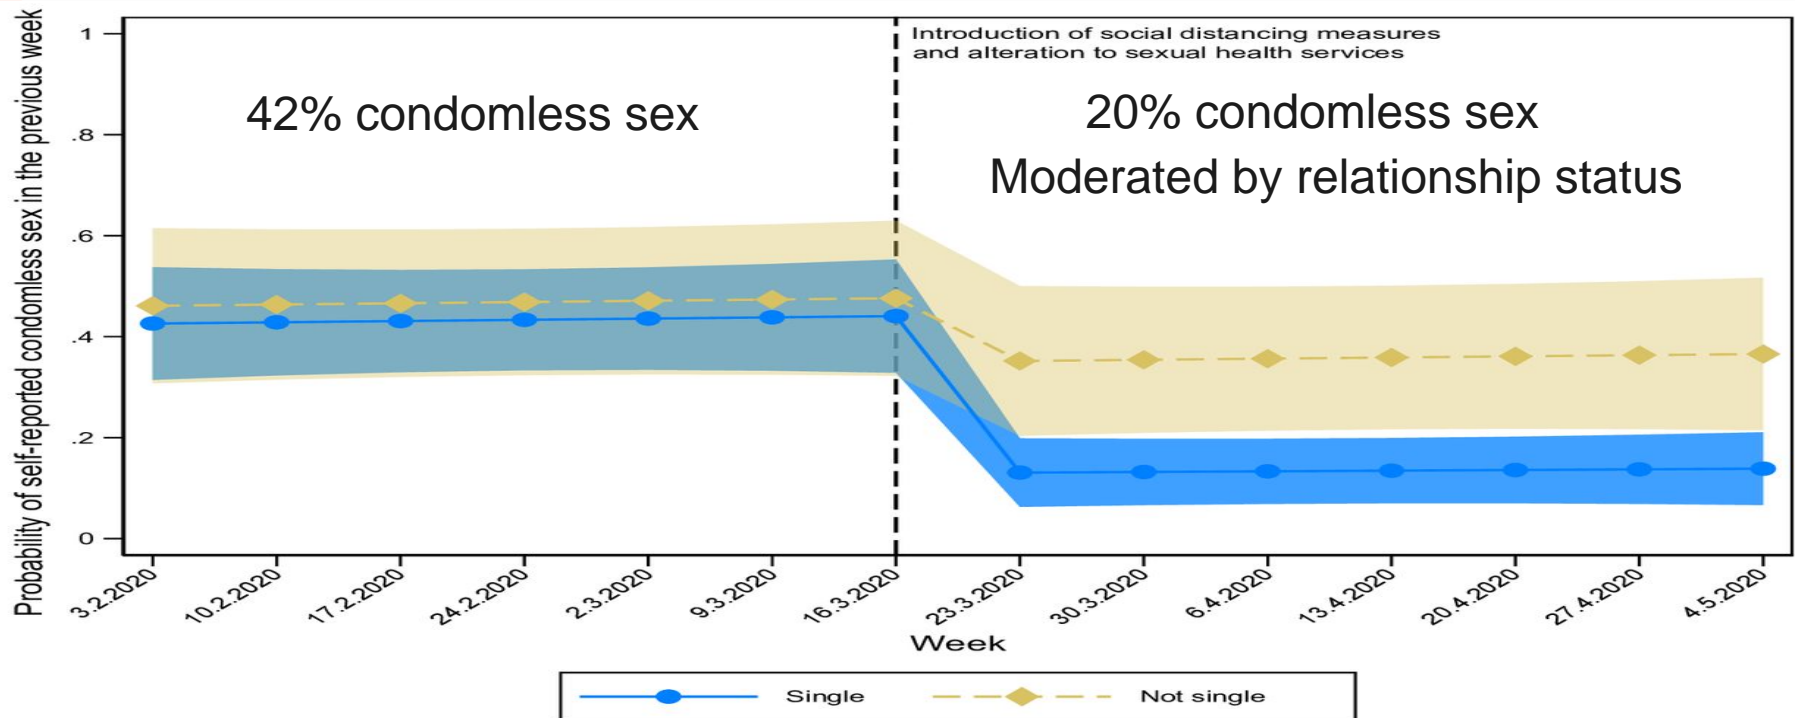 Probability of self-reported condomless sex in the previous week
1
.8
.6
.4
.2
0
Introduction of social distancing measures
and alteration to sexual health services
42% condomless sex
20% condomless sex
Moderated by relationship status
3.2.2020
10.2.2020
17.2.2020
24.2.2020
2.3.2020
9.3.2020
16.3.2020
23.3.2020
30.3.2020
6.4.2020
13.4.2020
20.4.2020
27.4.2020
4.5.2020
Week
Single
Not single